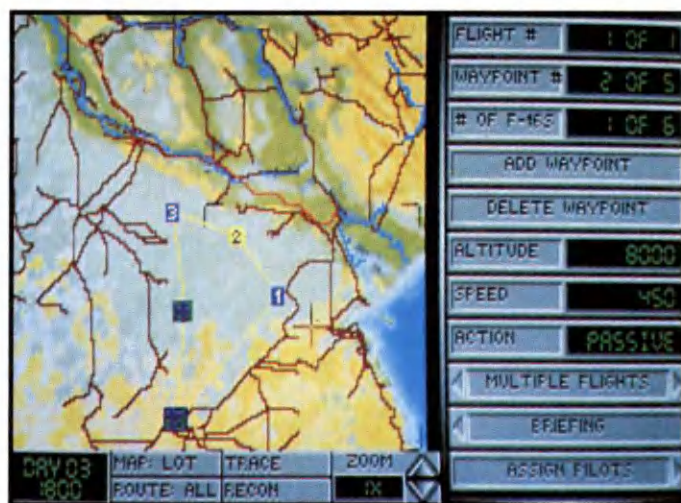 3
2
1
FLIGHT # 1 OF 1
WAYPOINT # 2 OF 5
# OF F-16S 1 OF 6
ADD WAYPOINT
DELETE WAYPOINT
ALTITUDE 8000
SPEED 450
ACTION PASSIVE
MULTIPLE FLIGHTS
BRIEFING
ASSIGN PILOTS
DAY 03 MAP: LOT TRACE ZOOM
1800 ROUTE: ALL RECON 1X